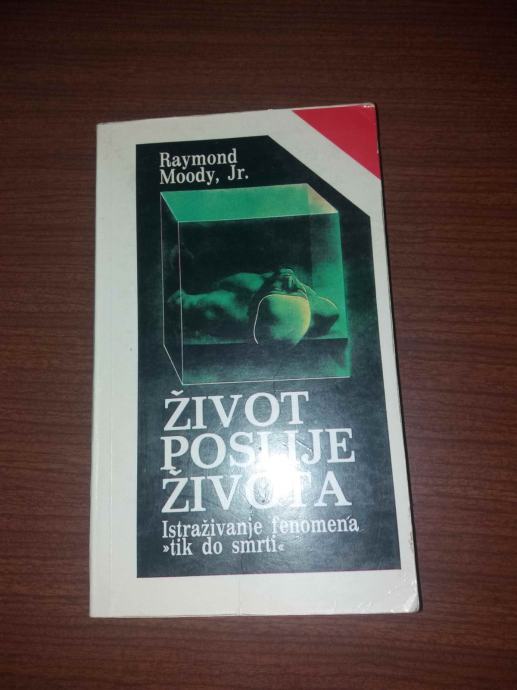 Raymond
Moody, Jr.
ŽIVOT
POSLIJE
ŽIVOTA
Istraživanje fenomena
»tik do smrti«